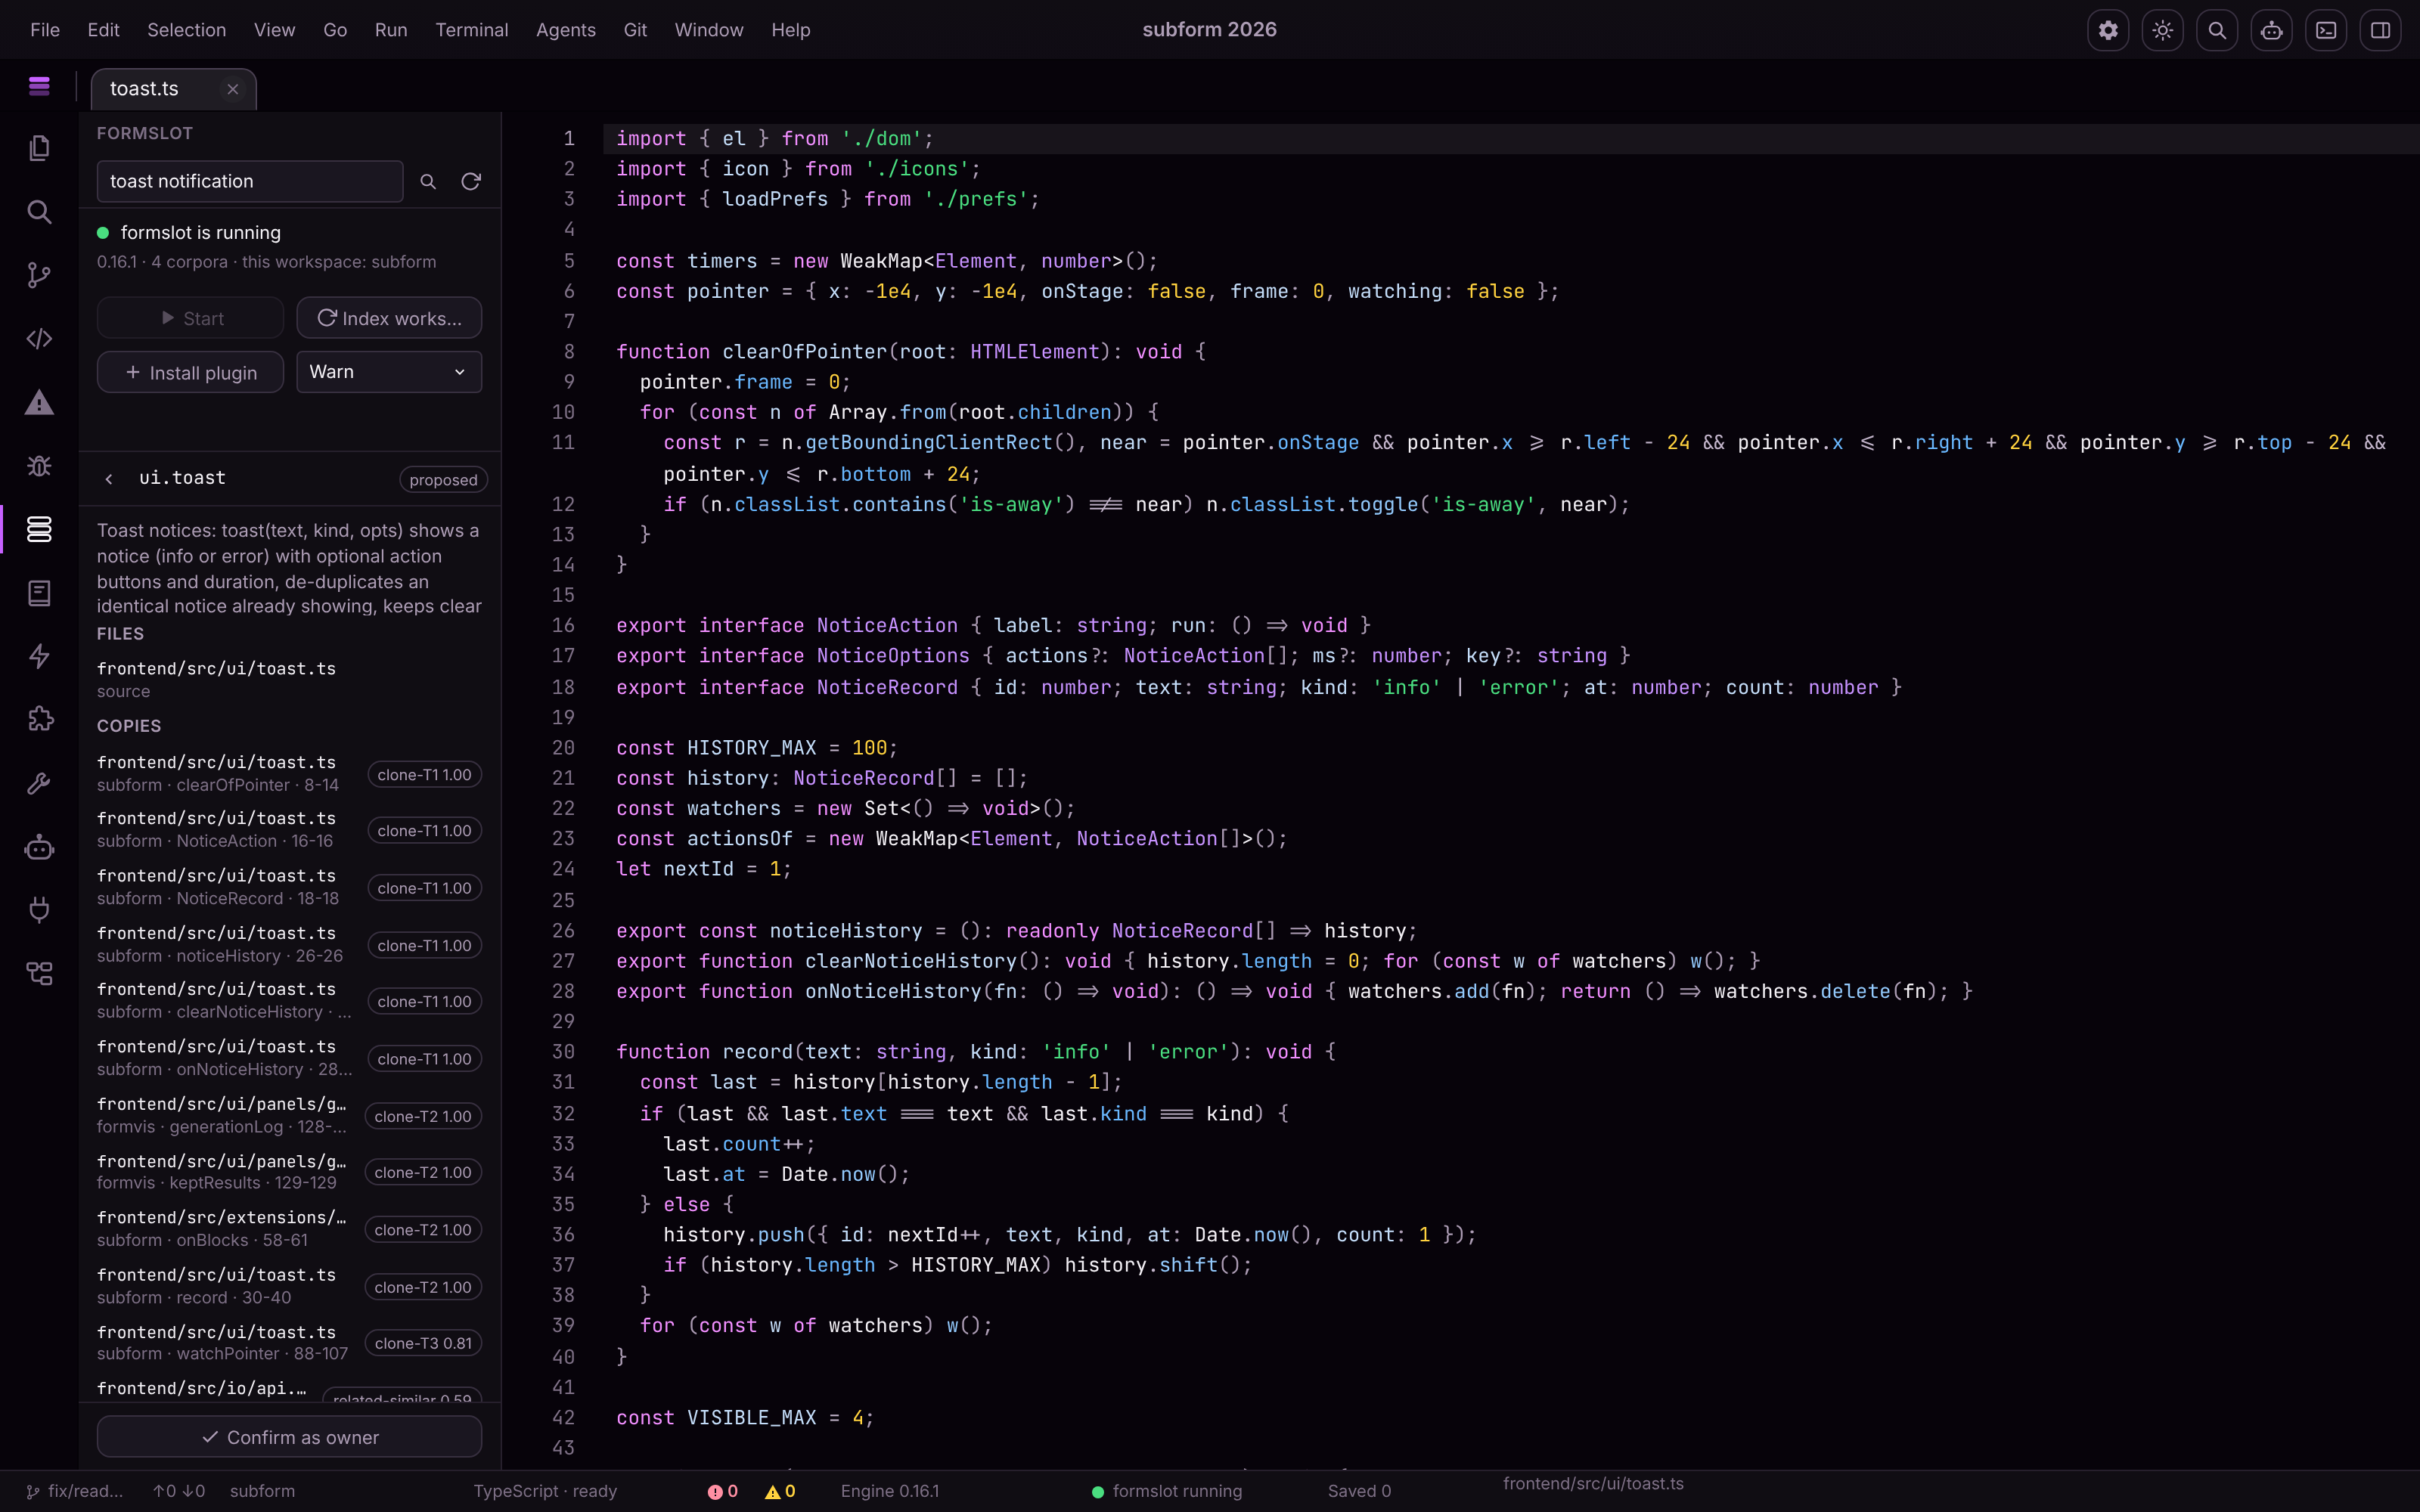 File Edit Selection View Go Run Terminal Agents Git Window Help
subform 2026
toast.ts
FORMSLOT
toast notification
formslot is running
0.16.1 · 4 corpora · this workspace: subform
Start
Index works...
Install plugin
Warn
ui.toast
proposed
Toast notices: toast(text, kind, opts) shows a
notice (info or error) with optional action
buttons and duration, de-duplicates an
identical notice already showing, keeps clear
FILES
frontend/src/ui/toast.ts
source
COPIES
frontend/src/ui/toast.ts
subform · clearOfPointer · 8-14
clone-T1 1.00
frontend/src/ui/toast.ts
subform · NoticeAction · 16-16
clone-T1 1.00
frontend/src/ui/toast.ts
subform · NoticeRecord · 18-18
clone-T1 1.00
frontend/src/ui/toast.ts
subform · noticeHistory · 26-26
clone-T1 1.00
frontend/src/ui/toast.ts
subform · clearNoticeHistory · ...
clone-T1 1.00
frontend/src/ui/toast.ts
subform · onNoticeHistory · 28...
clone-T1 1.00
frontend/src/ui/panels/g...
formvis · generationLog · 128-...
clone-T2 1.00
frontend/src/ui/panels/g...
formvis · keptResults · 129-129
clone-T2 1.00
frontend/src/extensions/...
subform · onBlocks · 58-61
clone-T2 1.00
frontend/src/ui/toast.ts
subform · record · 30-40
clone-T2 1.00
frontend/src/ui/toast.ts
subform · watchPointer · 88-107
clone-T3 0.81
frontend/src/io/api....
related-similar 0.59
Confirm as owner
1 import { el } from './dom';
2 import { icon } from './icons';
3 import { loadPrefs } from './prefs';
4
5 const timers = new WeakMap<Element, number>();
6 const pointer = { x: -1e4, y: -1e4, onStage: false, frame: 0, watching: false };
7
8 function clearOfPointer(root: HTMLElement): void {
9 pointer.frame = 0;
10 for (const n of Array.from(root.children)) {
11 const r = n.getBoundingClientRect(), near = pointer.onStage && pointer.x >= r.left - 24 && pointer.x <= r.right + 24 && pointer.y >= r.top - 24 &&
pointer.y <= r.bottom + 24;
12 if (n.classList.contains('is-away') !== near) n.classList.toggle('is-away', near);
13 }
14 }
15
16 export interface NoticeAction { label: string; run: () => void }
17 export interface NoticeOptions { actions?: NoticeAction[]; ms?: number; key?: string }
18 export interface NoticeRecord { id: number; text: string; kind: 'info' | 'error'; at: number; count: number }
19
20 const HISTORY_MAX = 100;
21 const history: NoticeRecord[] = [];
22 const watchers = new Set<() => void>();
23 const actionsOf = new WeakMap<Element, NoticeAction[]>();
24 let nextId = 1;
25
26 export const noticeHistory = (): readonly NoticeRecord[] => history;
27 export function clearNoticeHistory(): void { history.length = 0; for (const w of watchers) w(); }
28 export function onNoticeHistory(fn: () => void): () => void { watchers.add(fn); return () => watchers.delete(fn); }
29
30 function record(text: string, kind: 'info' | 'error'): void {
31 const last = history[history.length - 1];
32 if (last && last.text === text && last.kind === kind) {
33 last.count++;
34 last.at = Date.now();
35 } else {
36 history.push({ id: nextId++, text, kind, at: Date.now(), count: 1 });
37 if (history.length > HISTORY_MAX) history.shift();
38 }
39 for (const w of watchers) w();
40 }
41
42 const VISIBLE_MAX = 4;
43
fix/read... ↑0 ↓0 subform TypeScript · ready 0 0 Engine 0.16.1 formslot running Saved 0 frontend/src/ui/toast.ts